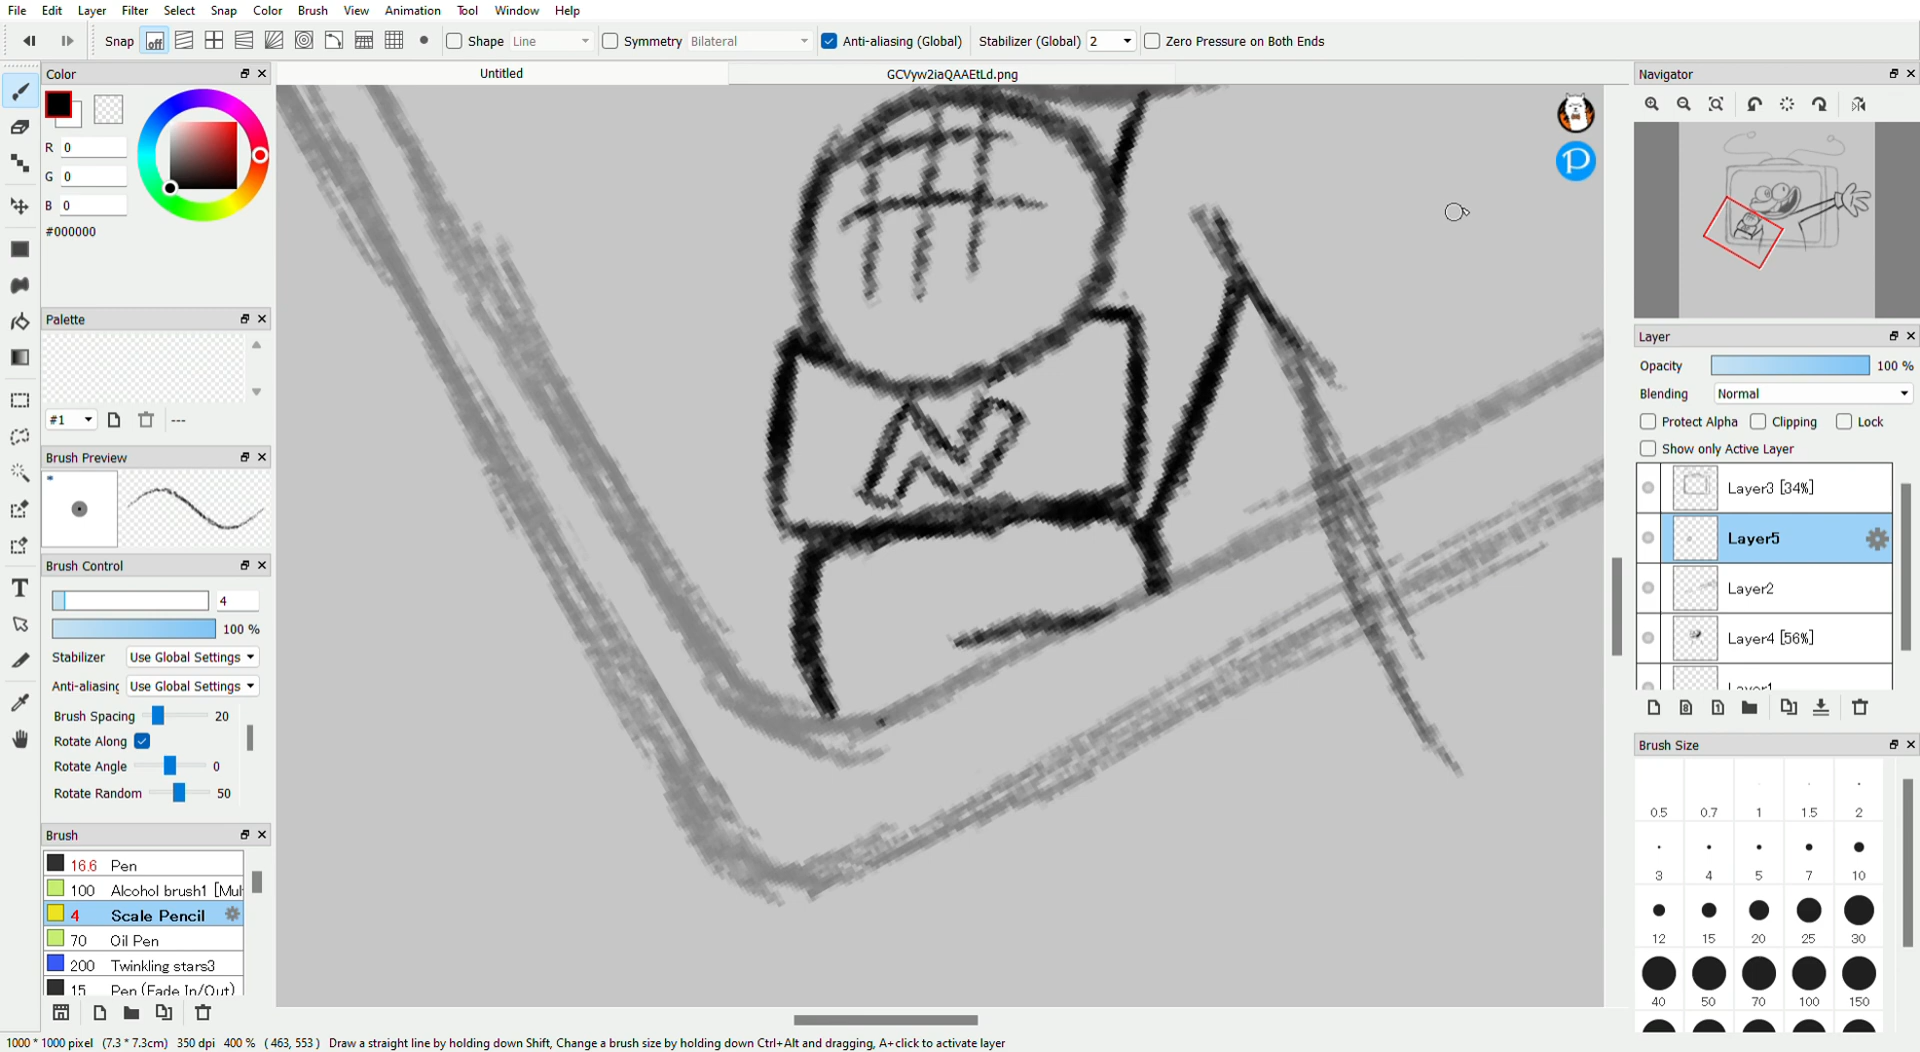 File Edit Layer Filter Select Snap Color Brush View Animation Tool Window Help
Snap off Shape Line Symmetry Bilateral Anti-aliasing (Global) Stabilizer (Global) 2 Zero Pressure on Both Ends
Color
R 0
G 0
B 0
#000000
Palette
#1 ---
Brush Preview
Brush Control
4
100 %
Stabilizer Use Global Settings
Anti-aliasing Use Global Settings
Brush Spacing 20
Rotate Along
Rotate Angle 0
Rotate Random 50
Brush
16.6 Pen
100 Alcohol brush1 [Mul
4 Scale Pencil
70 Oil Pen
200 Twinkling stars3
15 Pen (Fade In/Out)
Untitled GCVyw2iaQAAEtLd.png
P
Navigator
Layer
Opacity 100 %
Blending Normal
Protect Alpha Clipping Lock
Show only Active Layer
Layer3 [34%]
Layer5
Layer2
Layer4 [56%]
Layer1
Brush Size
0.5 0.7 1 1.5 2
3 4 5 7 10
12 15 20 25 30
40 50 70 100 150
1000 * 1000 pixel (7.3 * 7.3cm) 350 dpi 400 % ( 463, 553 ) Draw a straight line by holding down Shift, Change a brush size by holding down Ctrl+Alt and dragging, A+click to activate layer